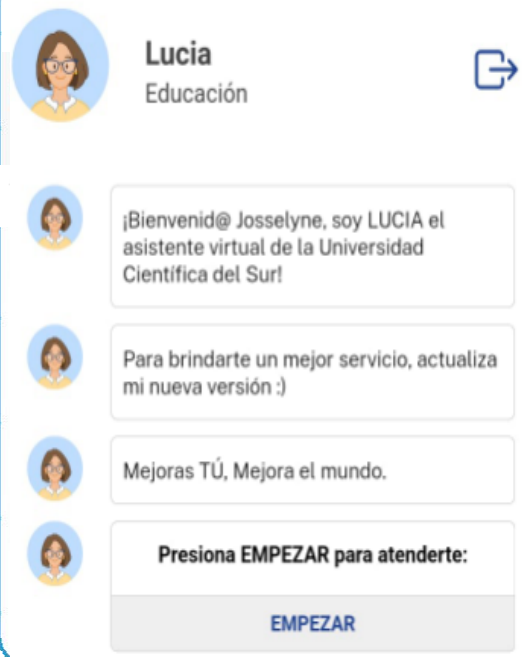 Lucia
Educación
¡Bienvenid@ Josselyne, soy LUCIA el
asistente virtual de la Universidad
Científica del Sur!
Para brindarte un mejor servicio, actualiza
mi nueva versión :)
Mejoras TÚ, Mejora el mundo.
Presiona EMPEZAR para atenderte:
EMPEZAR